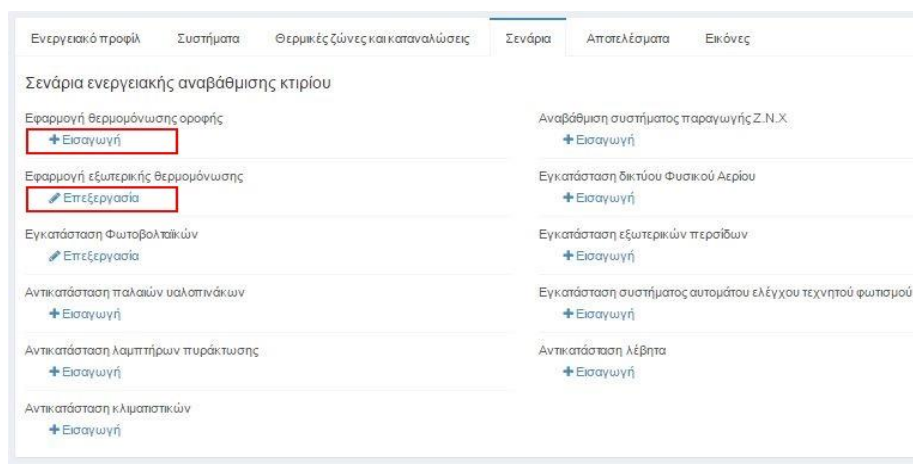 Ενεργειακό προφίλ Συστήματα Θερμικές ζώνες και καταναλώσεις Σενάρια Αποτελέσματα Εικόνες
Σενάρια ενεργειακής αναβάθμισης κτιρίου
Εφαρμογή θερμομόνωσης οροφής
Εισαγωγή
Εφαρμογή εξωτερικής θερμομόνωσης
Επεξεργασία
Εγκατάσταση Φωτοβολταϊκών
Επεξεργασία
Αντικατάσταση παλαιών υαλοπινάκων
Εισαγωγή
Αντικατάσταση λαμπτήρων πυράκτωσης
Εισαγωγή
Αντικατάσταση κλιματιστικών
Εισαγωγή
Αναβάθμιση συστήματος παραγωγής Ζ.Ν.Χ
Εισαγωγή
Εγκατάσταση δικτύου Φυσικού Αερίου
Εισαγωγή
Εγκατάσταση εξωτερικών περσίδων
Εισαγωγή
Εγκατάσταση συστήματος αυτομάτου ελέγχου τεχνητού φωτισμού
Εισαγωγή
Αντικατάσταση λέβητα
Εισαγωγή